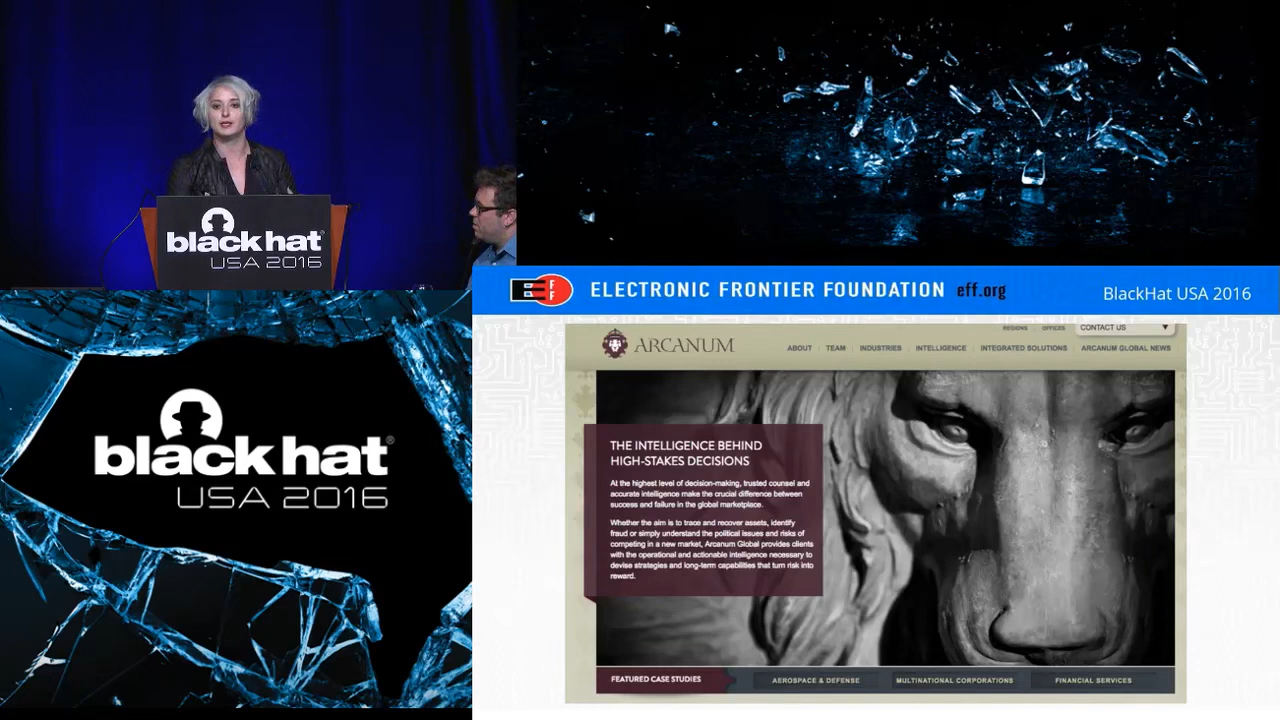 black hat
USA 2016
ELECTRONIC FRONTIER FOUNDATION eff.org
BlackHat USA 2016
REGIONS OFFICES CONTACT US
ARCANUM
ABOUT TEAM INDUSTRIES INTELLIGENCE INTEGRATED SOLUTIONS ARCANUM GLOBAL NEWS
black hat®
USA 2016
THE INTELLIGENCE BEHIND
HIGH-STAKES DECISIONS
At the highest level of decision-making, trusted counsel and
accurate intelligence make the crucial difference between
success and failure in the global marketplace.
Whether the aim is to trace and recover assets, identify
fraud or simply understand the political issues and risks of
competing in a new market, Arcanum Global provides clients
with the operational and actionable intelligence necessary to
devise strategies and long-term capabilities that turn risk into
reward.
FEATURED CASE STUDIES AEROSPACE & DEFENSE MULTINATIONAL CORPORATIONS FINANCIAL SERVICES